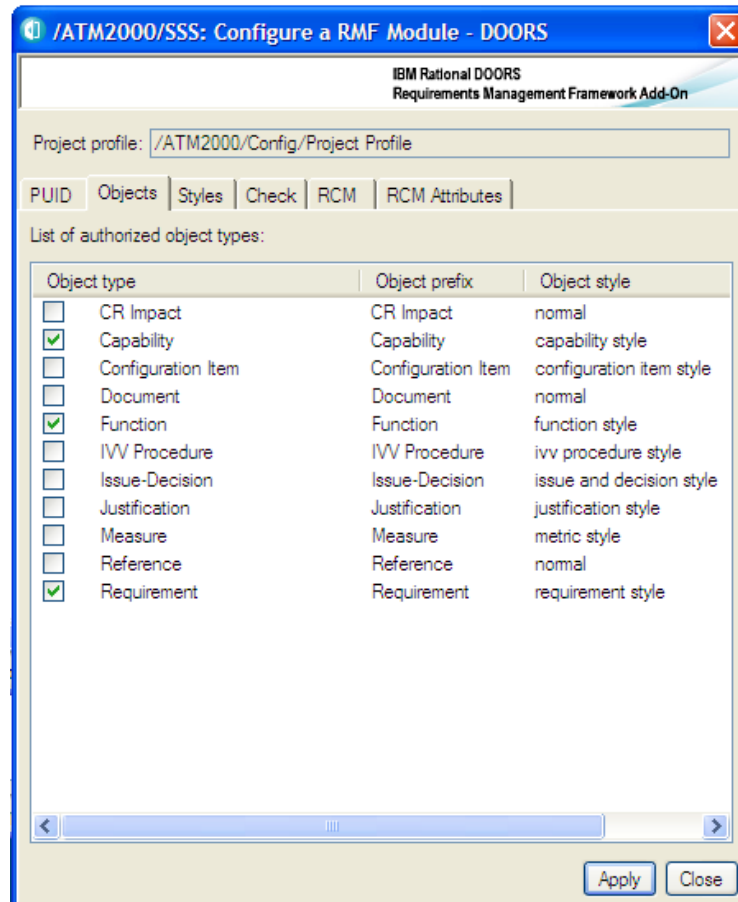 /ATM2000/SSS: Configure a RMF Module - DOORS
IBM Rational DOORS
Requirements Management Framework Add-On
Project profile: /ATM2000/Config/Project Profile
PUID Objects Styles Check RCM RCM Attributes
List of authorized object types:
Object type Object prefix Object style
CR Impact CR Impact normal
Capability Capability capability style
Configuration Item Configuration Item configuration item style
Document Document normal
Function Function function style
IVV Procedure IVV Procedure ivv procedure style
Issue-Decision Issue-Decision issue and decision style
Justification Justification justification style
Measure Measure metric style
Reference Reference normal
Requirement Requirement requirement style
Apply Close